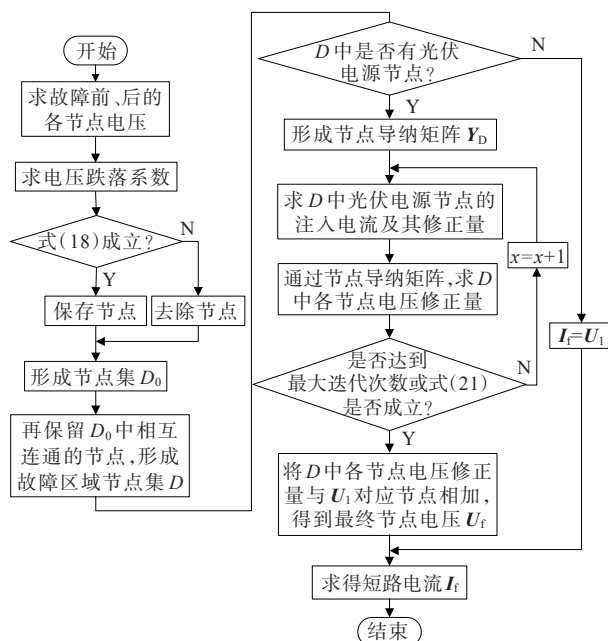 开始
求故障前、后的
各节点电压
求电压跌落系数
式(18)成立?
N
Y
保存节点
去除节点
形成节点集D₀
再保留D₀中相互
连通的节点,形成
故障区域节点集D
D中是否有光伏
电源节点?
N
Y
形成节点导纳矩阵Y_D
求D中光伏电源节点的
注入电流及其修正量
x=x+1
通过节点导纳矩阵,求D
中各节点电压修正量
I_f=U₁
是否达到
最大迭代次数或式(21)
是否成立?
N
Y
将D中各节点电压修正
量与U₁对应节点相加,
得到最终节点电压U_f
求得短路电流I_f
结束